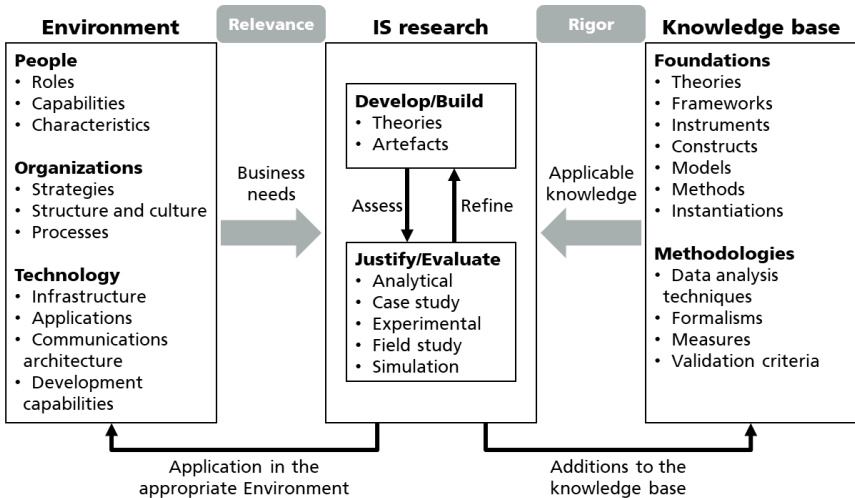 Environment
Relevance
IS research
Rigor
Knowledge base
People
• Roles
• Capabilities
• Characteristics
Organizations
• Strategies
• Structure and culture
• Processes
Technology
• Infrastructure
• Applications
• Communications
architecture
• Development
capabilities
Business
needs
Develop/Build
• Theories
• Artefacts
Assess
Refine
Justify/Evaluate
• Analytical
• Case study
• Experimental
• Field study
• Simulation
Applicable
knowledge
Foundations
• Theories
• Frameworks
• Instruments
• Constructs
• Models
• Methods
• Instantiations
Methodologies
• Data analysis
techniques
• Formalisms
• Measures
• Validation criteria
Application in the
appropriate Environment
Additions to the
knowledge base